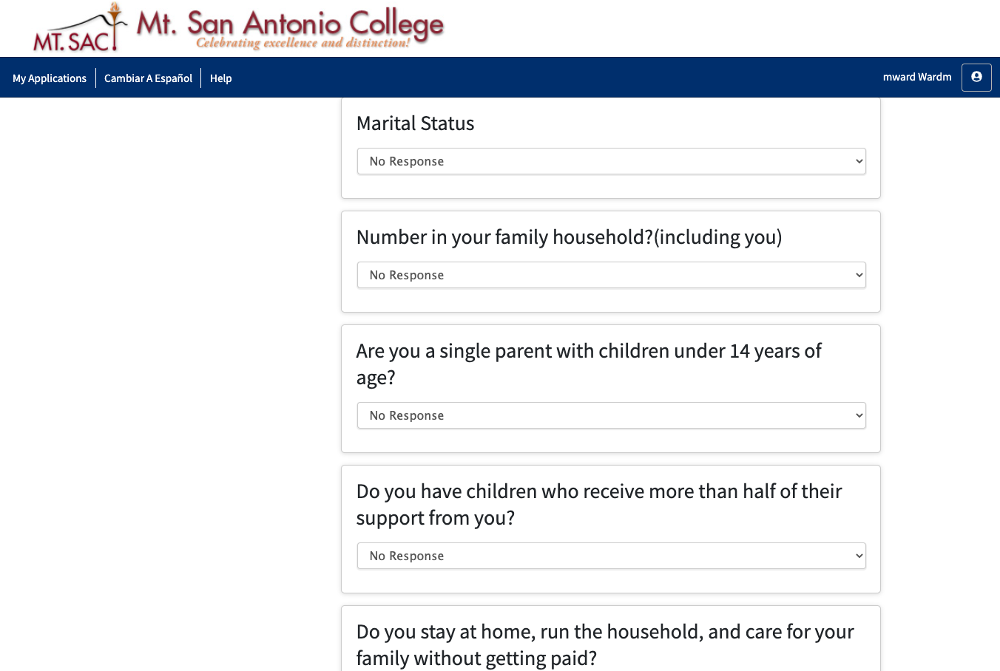 MT. SAC
Mt. San Antonio College
Celebrating excellence and distinction!
My Applications
Cambiar A Español
Help
mward Wardm
Marital Status
No Response
Number in your family household?(including you)
No Response
Are you a single parent with children under 14 years of
age?
No Response
Do you have children who receive more than half of their
support from you?
No Response
Do you stay at home, run the household, and care for your
family without getting paid?